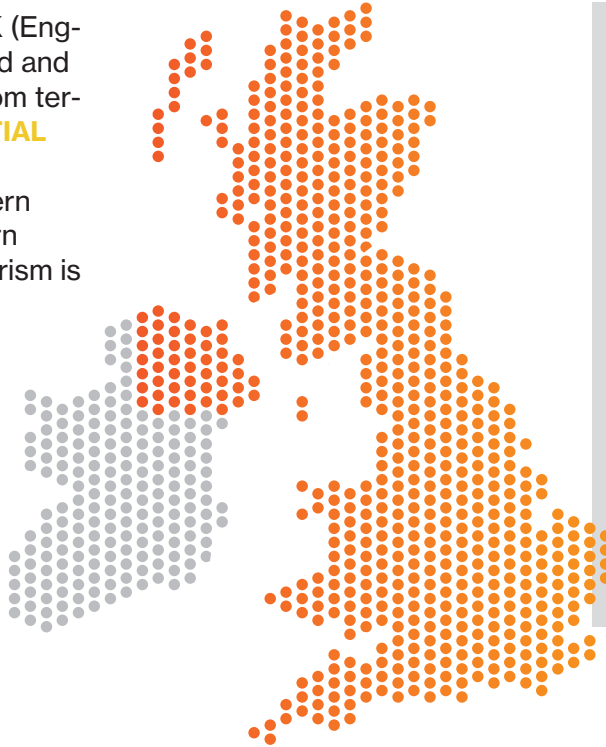 K (Eng-
d and
om ter-
TIAL
ern
rn
rism is